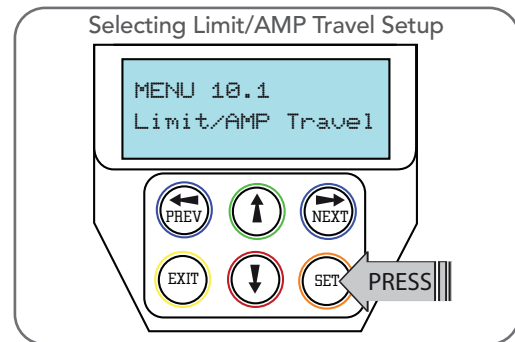 Selecting Limit/AMP Travel Setup
MENU 10.1
Limit/AMP Travel
PREV
NEXT
EXIT
SET
PRESS